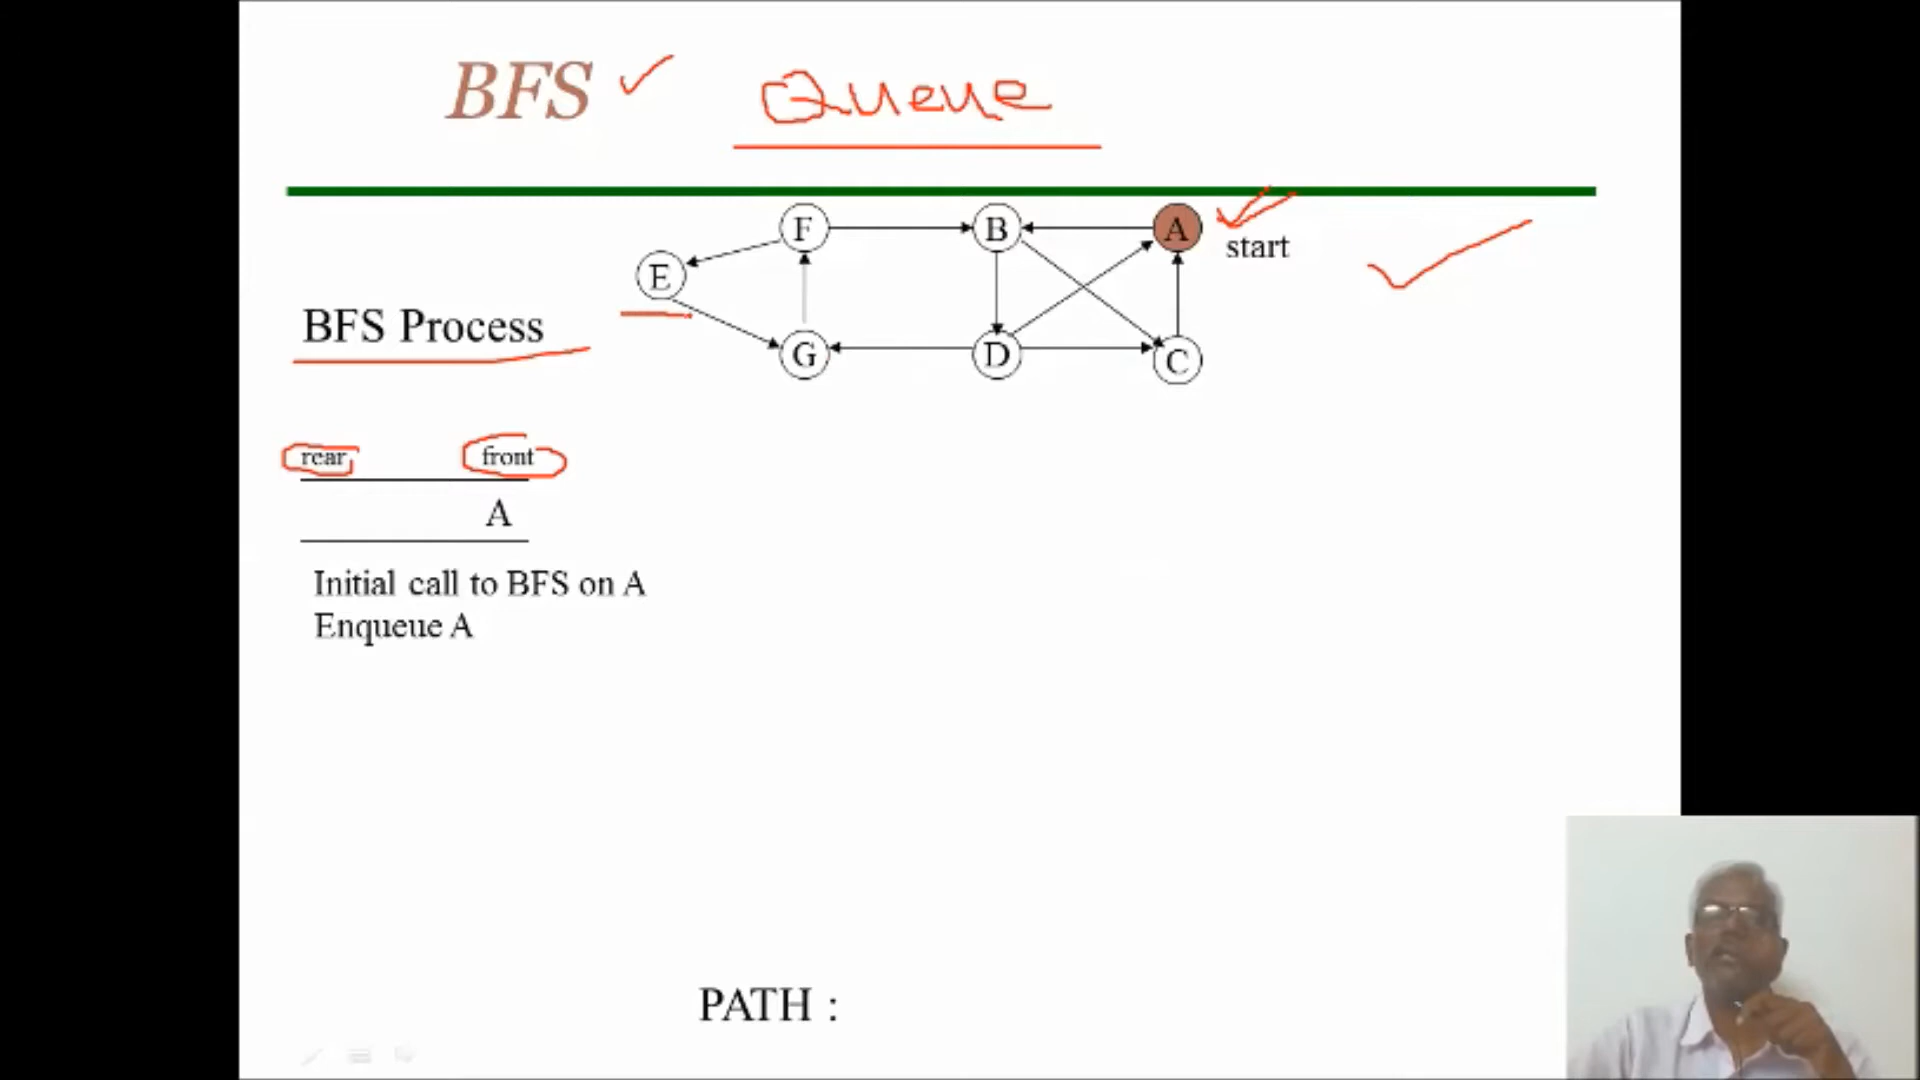 BFS Queue
F B A
start
E
BFS Process
G D C
rear front
A
Initial call to BFS on A
Enqueue A
PATH :